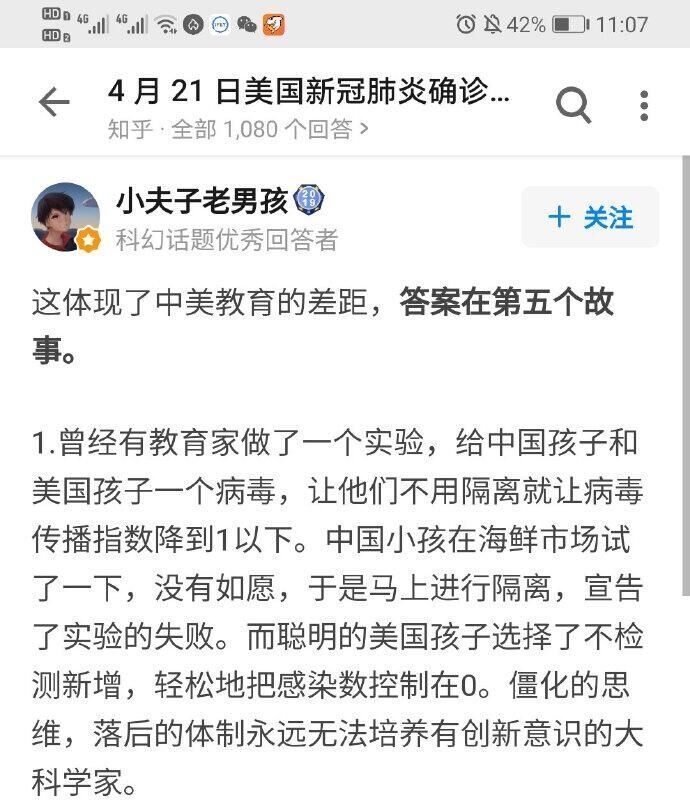 HD 1 4G 4G 42% 11:07
HD 2
4 月 21 日美国新冠肺炎确诊...
知乎 · 全部 1,080 个回答 >
小夫子老男孩 2019
科幻话题优秀回答者
+ 关注
这体现了中美教育的差距，答案在第五个故
事。
1.曾经有教育家做了一个实验，给中国孩子和
美国孩子一个病毒，让他们不用隔离就让病毒
传播指数降到1以下。中国小孩在海鲜市场试
了一下，没有如愿，于是马上进行隔离，宣告
了实验的失败。而聪明的美国孩子选择了不检
测新增，轻松地把感染数控制在0。僵化的思
维，落后的体制永远无法培养有创新意识的大
科学家。